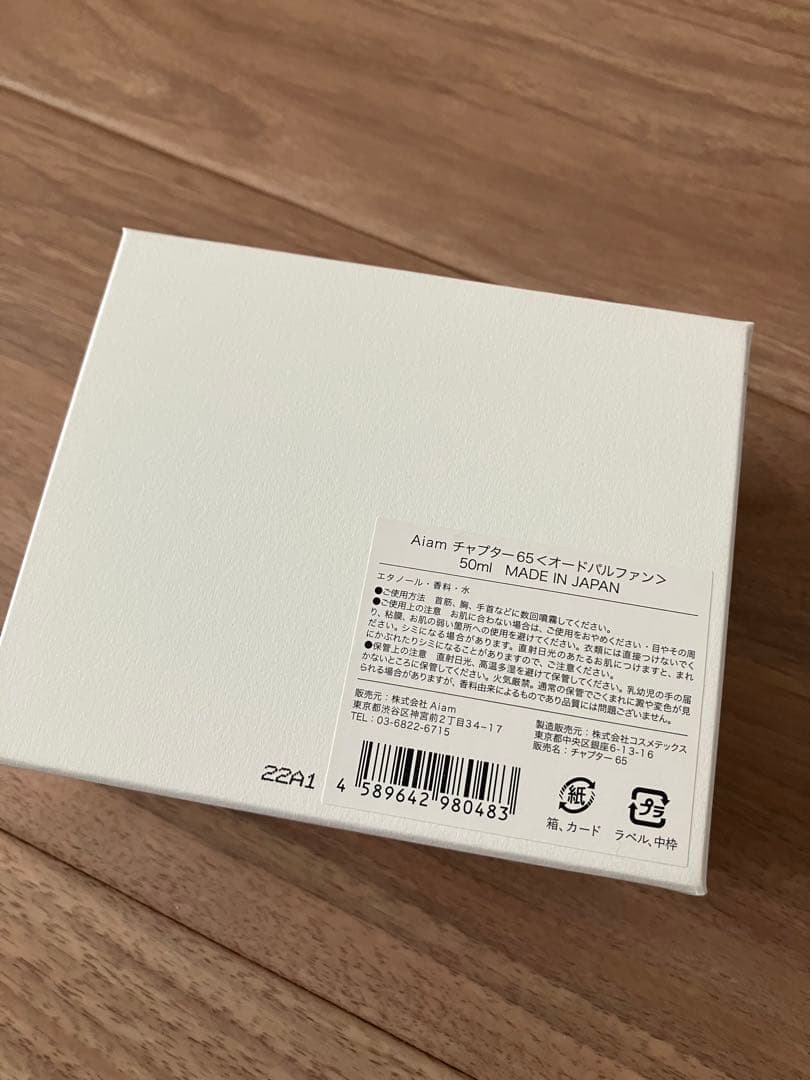 Aiam チャプター65<オードパルファン>
50ml MADE IN JAPAN
エタノール・香料・水
●ご使用方法 首筋、胸、手首などに数回噴霧してください。
●ご使用上の注意 お肌に合わない場合は、ご使用をおやめください・目やその周
り、粘膜、お肌の弱い箇所への使用を避けてください。衣類には直接つけないでく
ださい。シミになる場合があります。直射日光のあたるお肌につけますと、まれ
にかぶれたりシミになることがありますので、ご注意ください。
●保管上の注意 直射日光、高温多湿を避けて保管してください。乳幼児の手の届
かないところに保管してください。火気厳禁。通常の保管でごくまれに澱や変色が見
られる場合がありますが、香料由来によるものであり品質には問題ございません。
販売元:株式会社Aiam
東京都渋谷区神宮前2丁目34-17
TEL:03-6822-6715
製造販売元:株式会社コスメテックス
東京都中央区銀座6-13-16
販売名:チャプター65
22A1
4 589642 980483
紙
箱、カード
プラ
ラベル、中枠